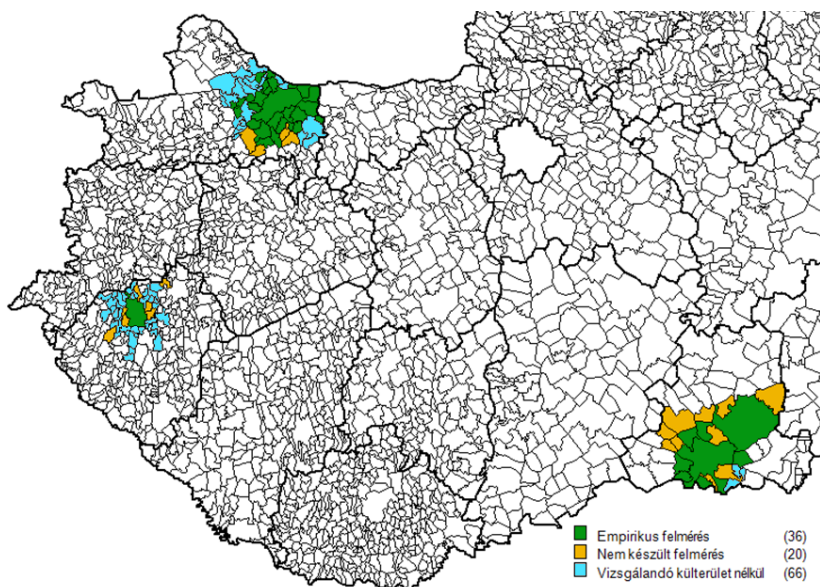 Empirikus felmérés (36)
Nem készült felmérés (20)
Vizsgálandó külterület nélkül (66)